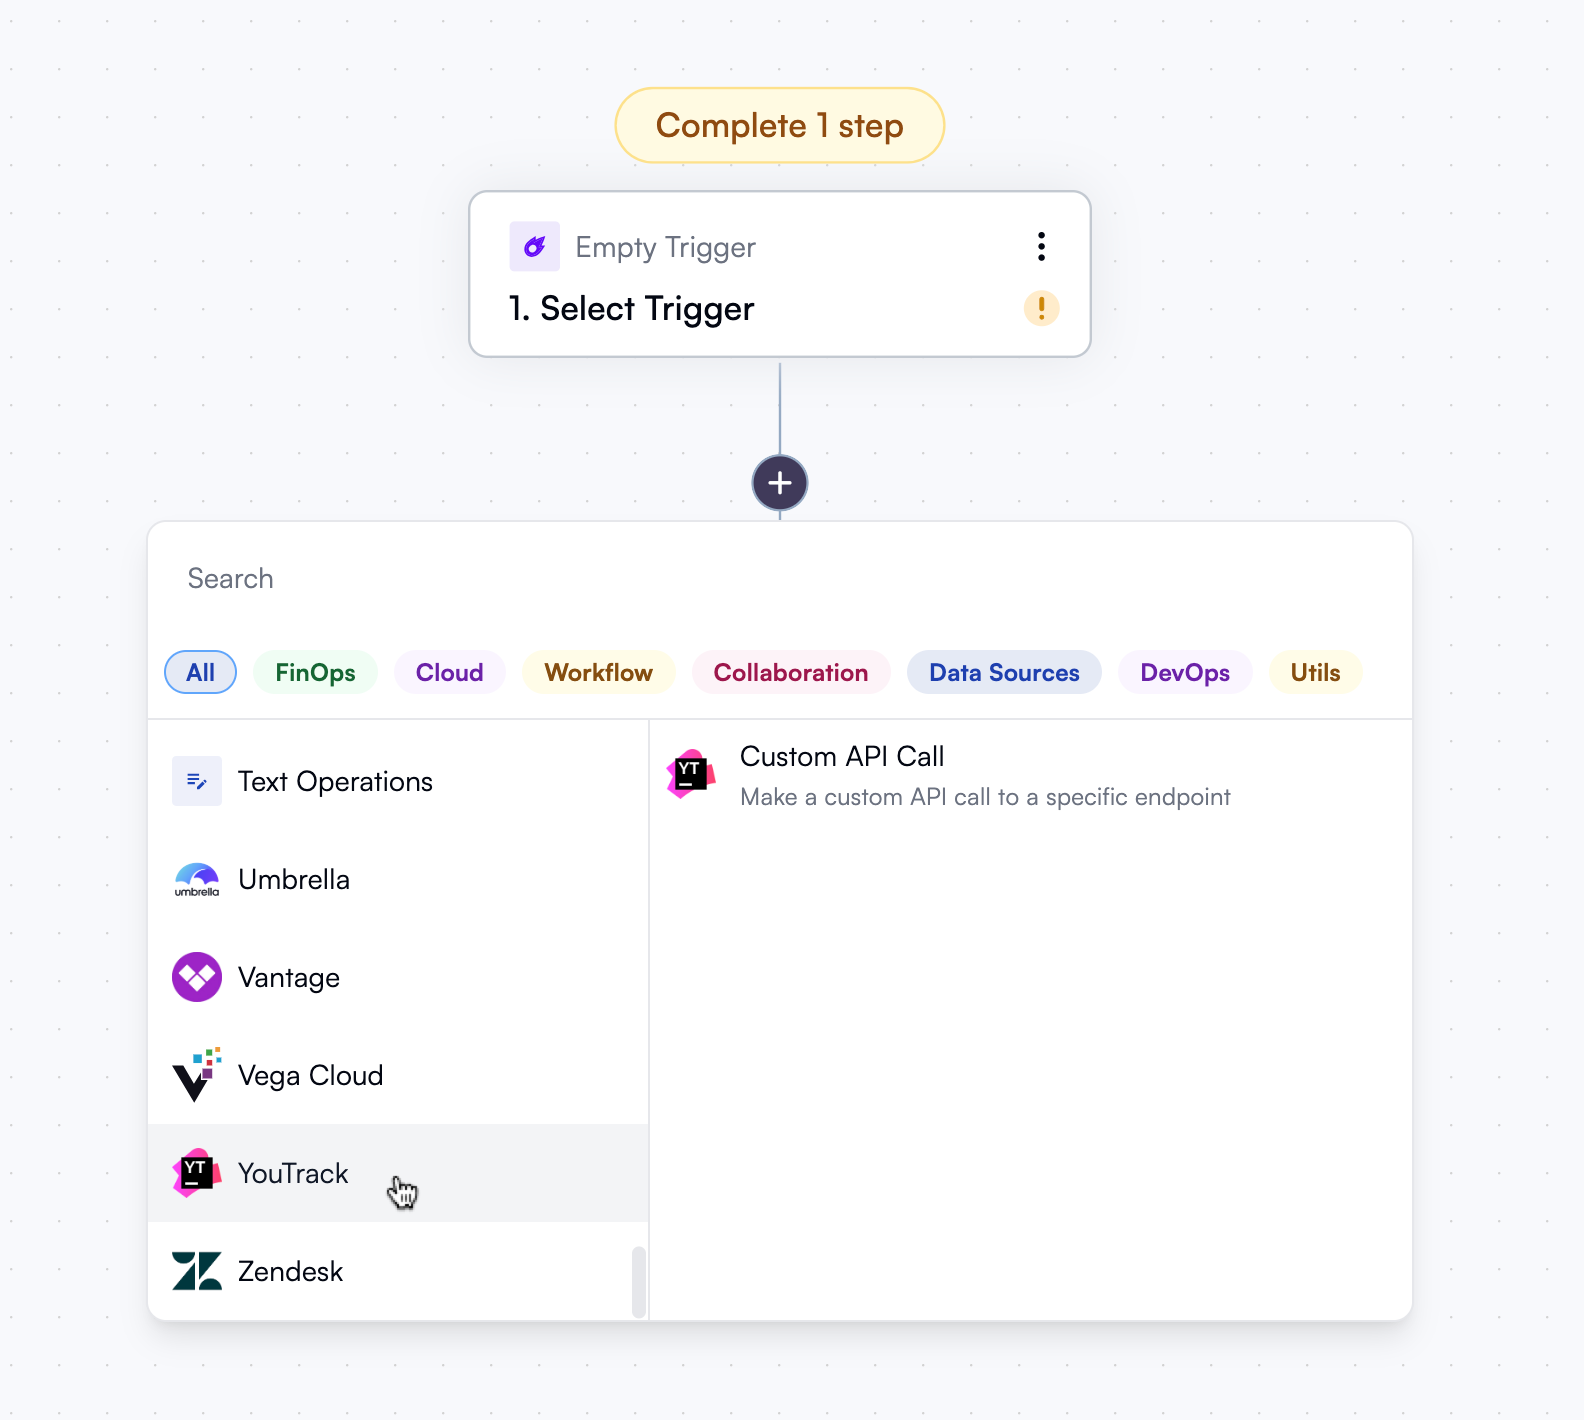 Complete 1 step
Empty Trigger
1. Select Trigger
Search
All FinOps Cloud Workflow Collaboration Data Sources DevOps Utils
Text Operations
umbrella
Umbrella
Vantage
Vega Cloud
YT
YouTrack
Zendesk
YT
Custom API Call
Make a custom API call to a specific endpoint